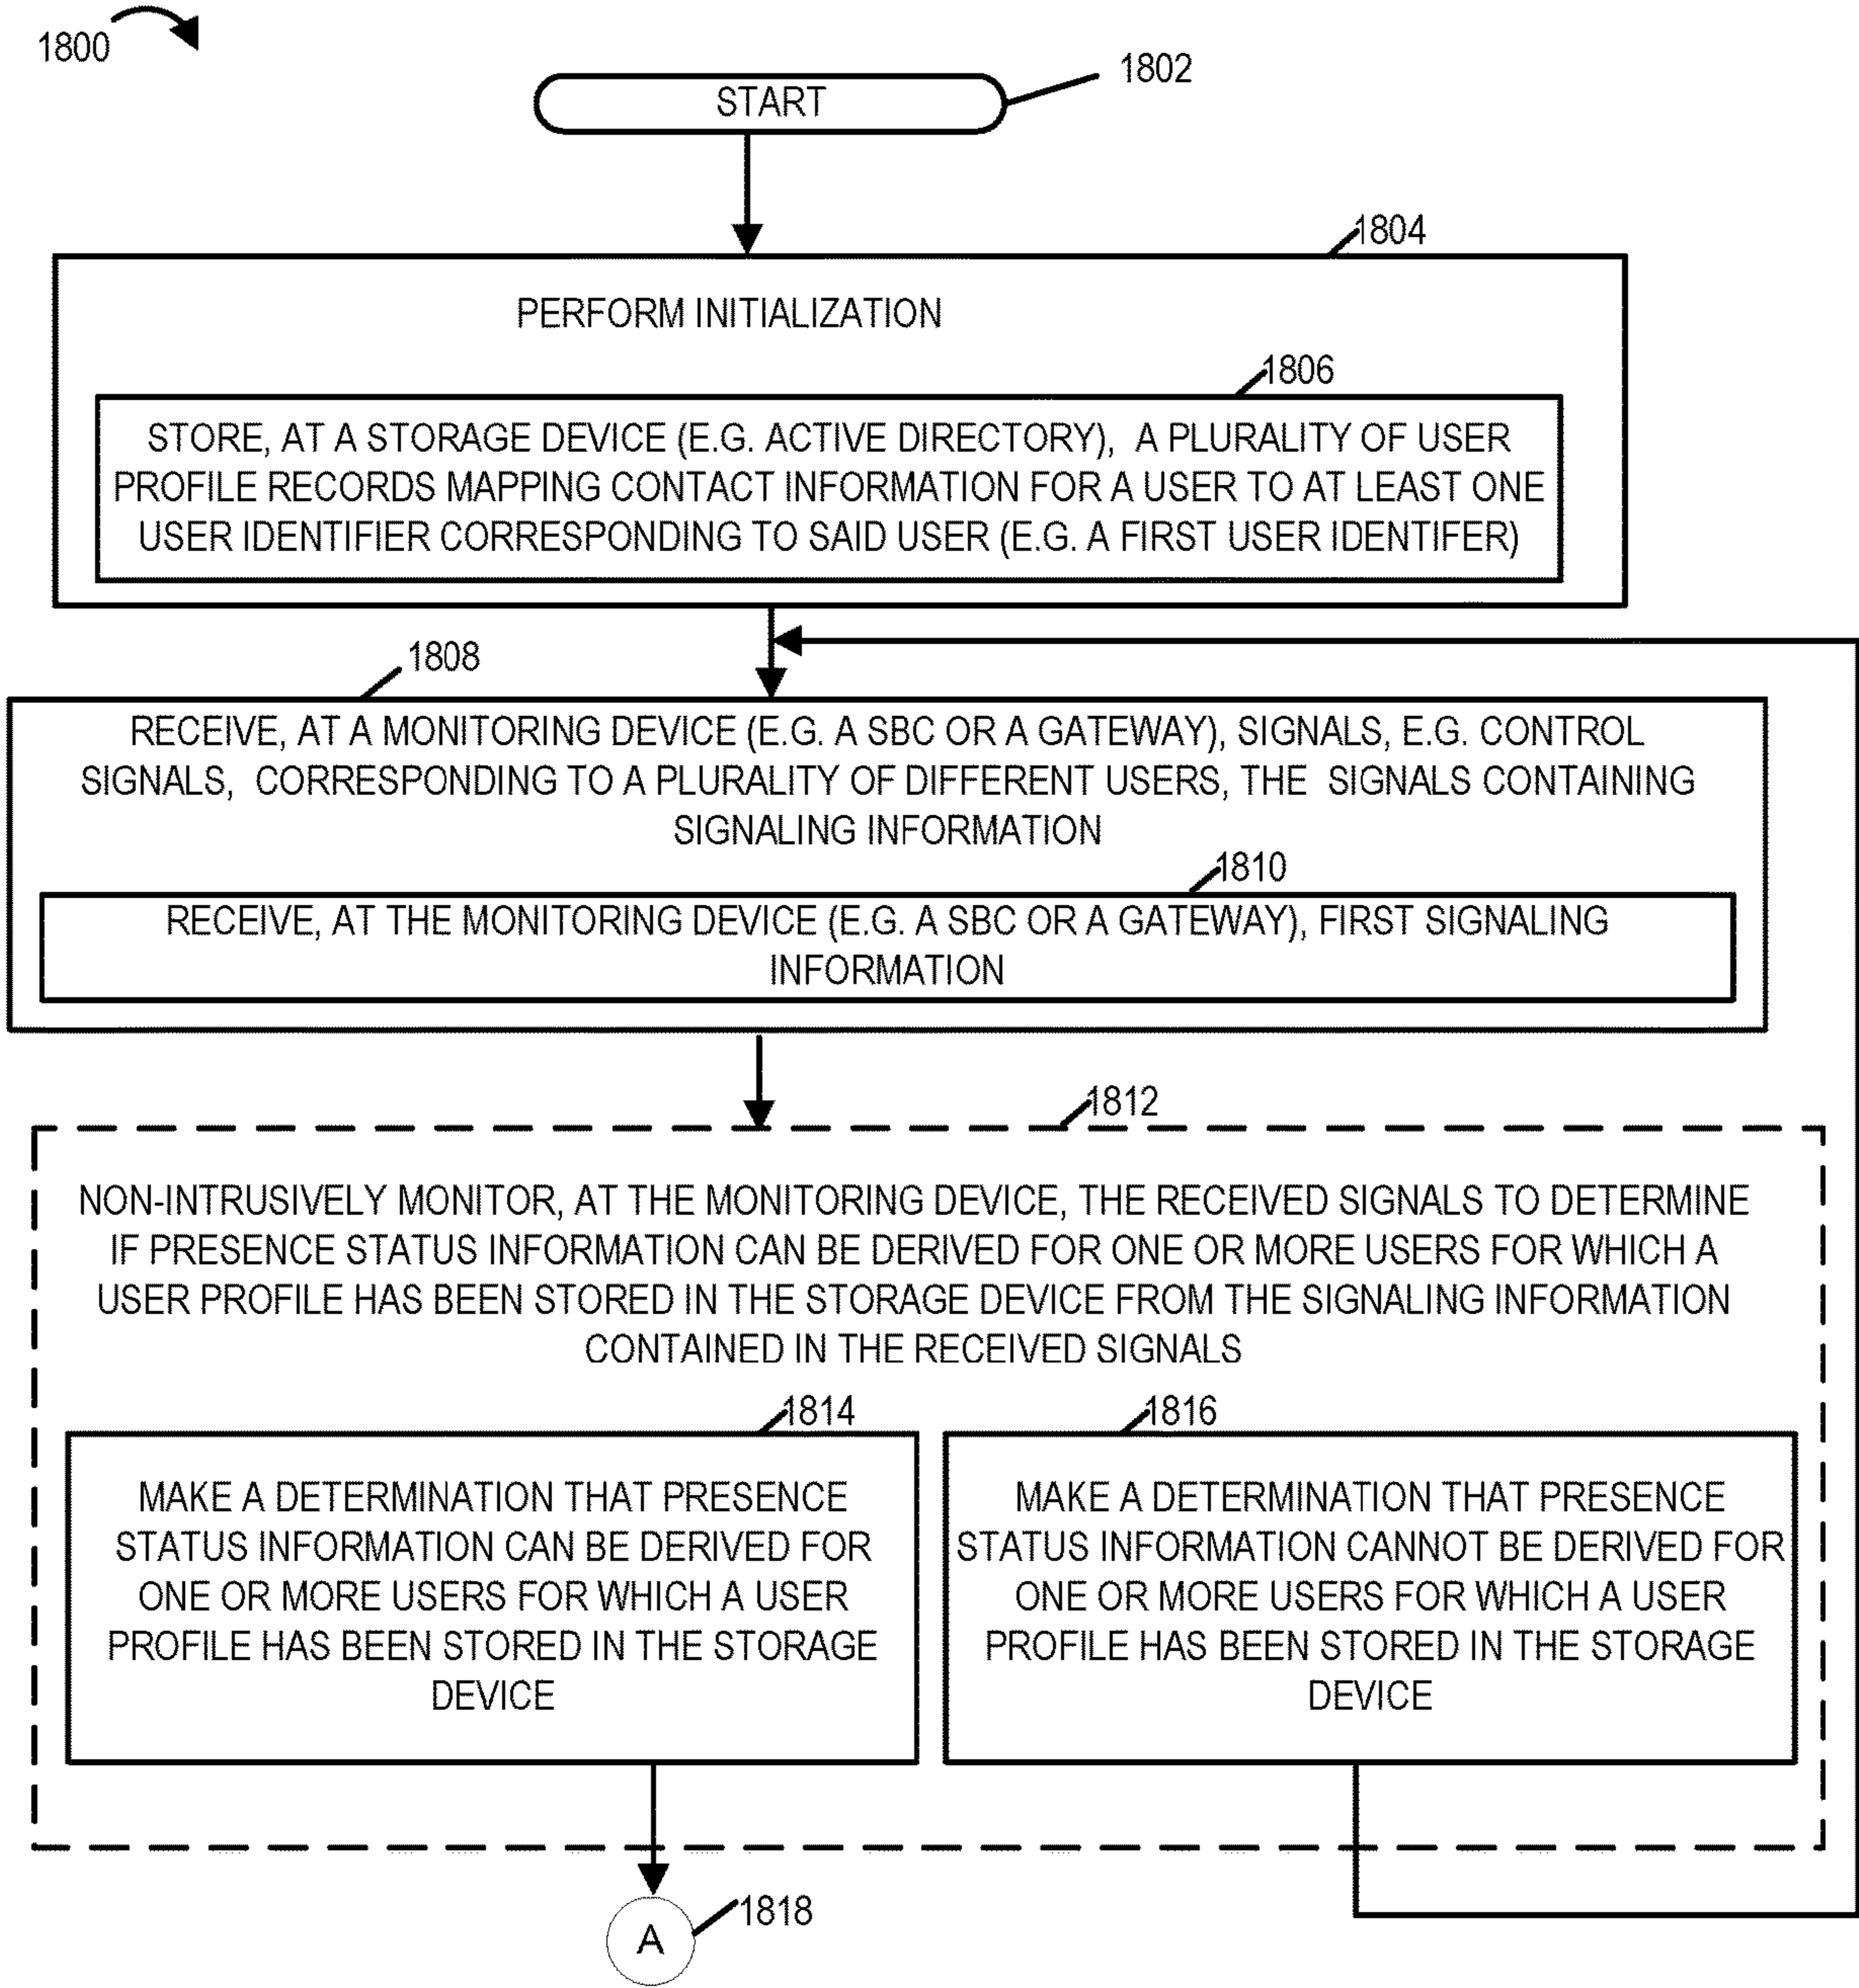 1800
1802
START
1804
PERFORM INITIALIZATION
1806
STORE, AT A STORAGE DEVICE (E.G. ACTIVE DIRECTORY), A PLURALITY OF USER
PROFILE RECORDS MAPPING CONTACT INFORMATION FOR A USER TO AT LEAST ONE
USER IDENTIFIER CORRESPONDING TO SAID USER (E.G. A FIRST USER IDENTIFER)
1808
RECEIVE, AT A MONITORING DEVICE (E.G. A SBC OR A GATEWAY), SIGNALS, E.G. CONTROL
SIGNALS, CORRESPONDING TO A PLURALITY OF DIFFERENT USERS, THE SIGNALS CONTAINING
SIGNALING INFORMATION
1810
RECEIVE, AT THE MONITORING DEVICE (E.G. A SBC OR A GATEWAY), FIRST SIGNALING
INFORMATION
1812
NON-INTRUSIVELY MONITOR, AT THE MONITORING DEVICE, THE RECEIVED SIGNALS TO DETERMINE
IF PRESENCE STATUS INFORMATION CAN BE DERIVED FOR ONE OR MORE USERS FOR WHICH A
USER PROFILE HAS BEEN STORED IN THE STORAGE DEVICE FROM THE SIGNALING INFORMATION
CONTAINED IN THE RECEIVED SIGNALS
1814
MAKE A DETERMINATION THAT PRESENCE
STATUS INFORMATION CAN BE DERIVED FOR
ONE OR MORE USERS FOR WHICH A USER
PROFILE HAS BEEN STORED IN THE STORAGE
DEVICE
1816
MAKE A DETERMINATION THAT PRESENCE
STATUS INFORMATION CANNOT BE DERIVED FOR
ONE OR MORE USERS FOR WHICH A USER
PROFILE HAS BEEN STORED IN THE STORAGE
DEVICE
A
1818